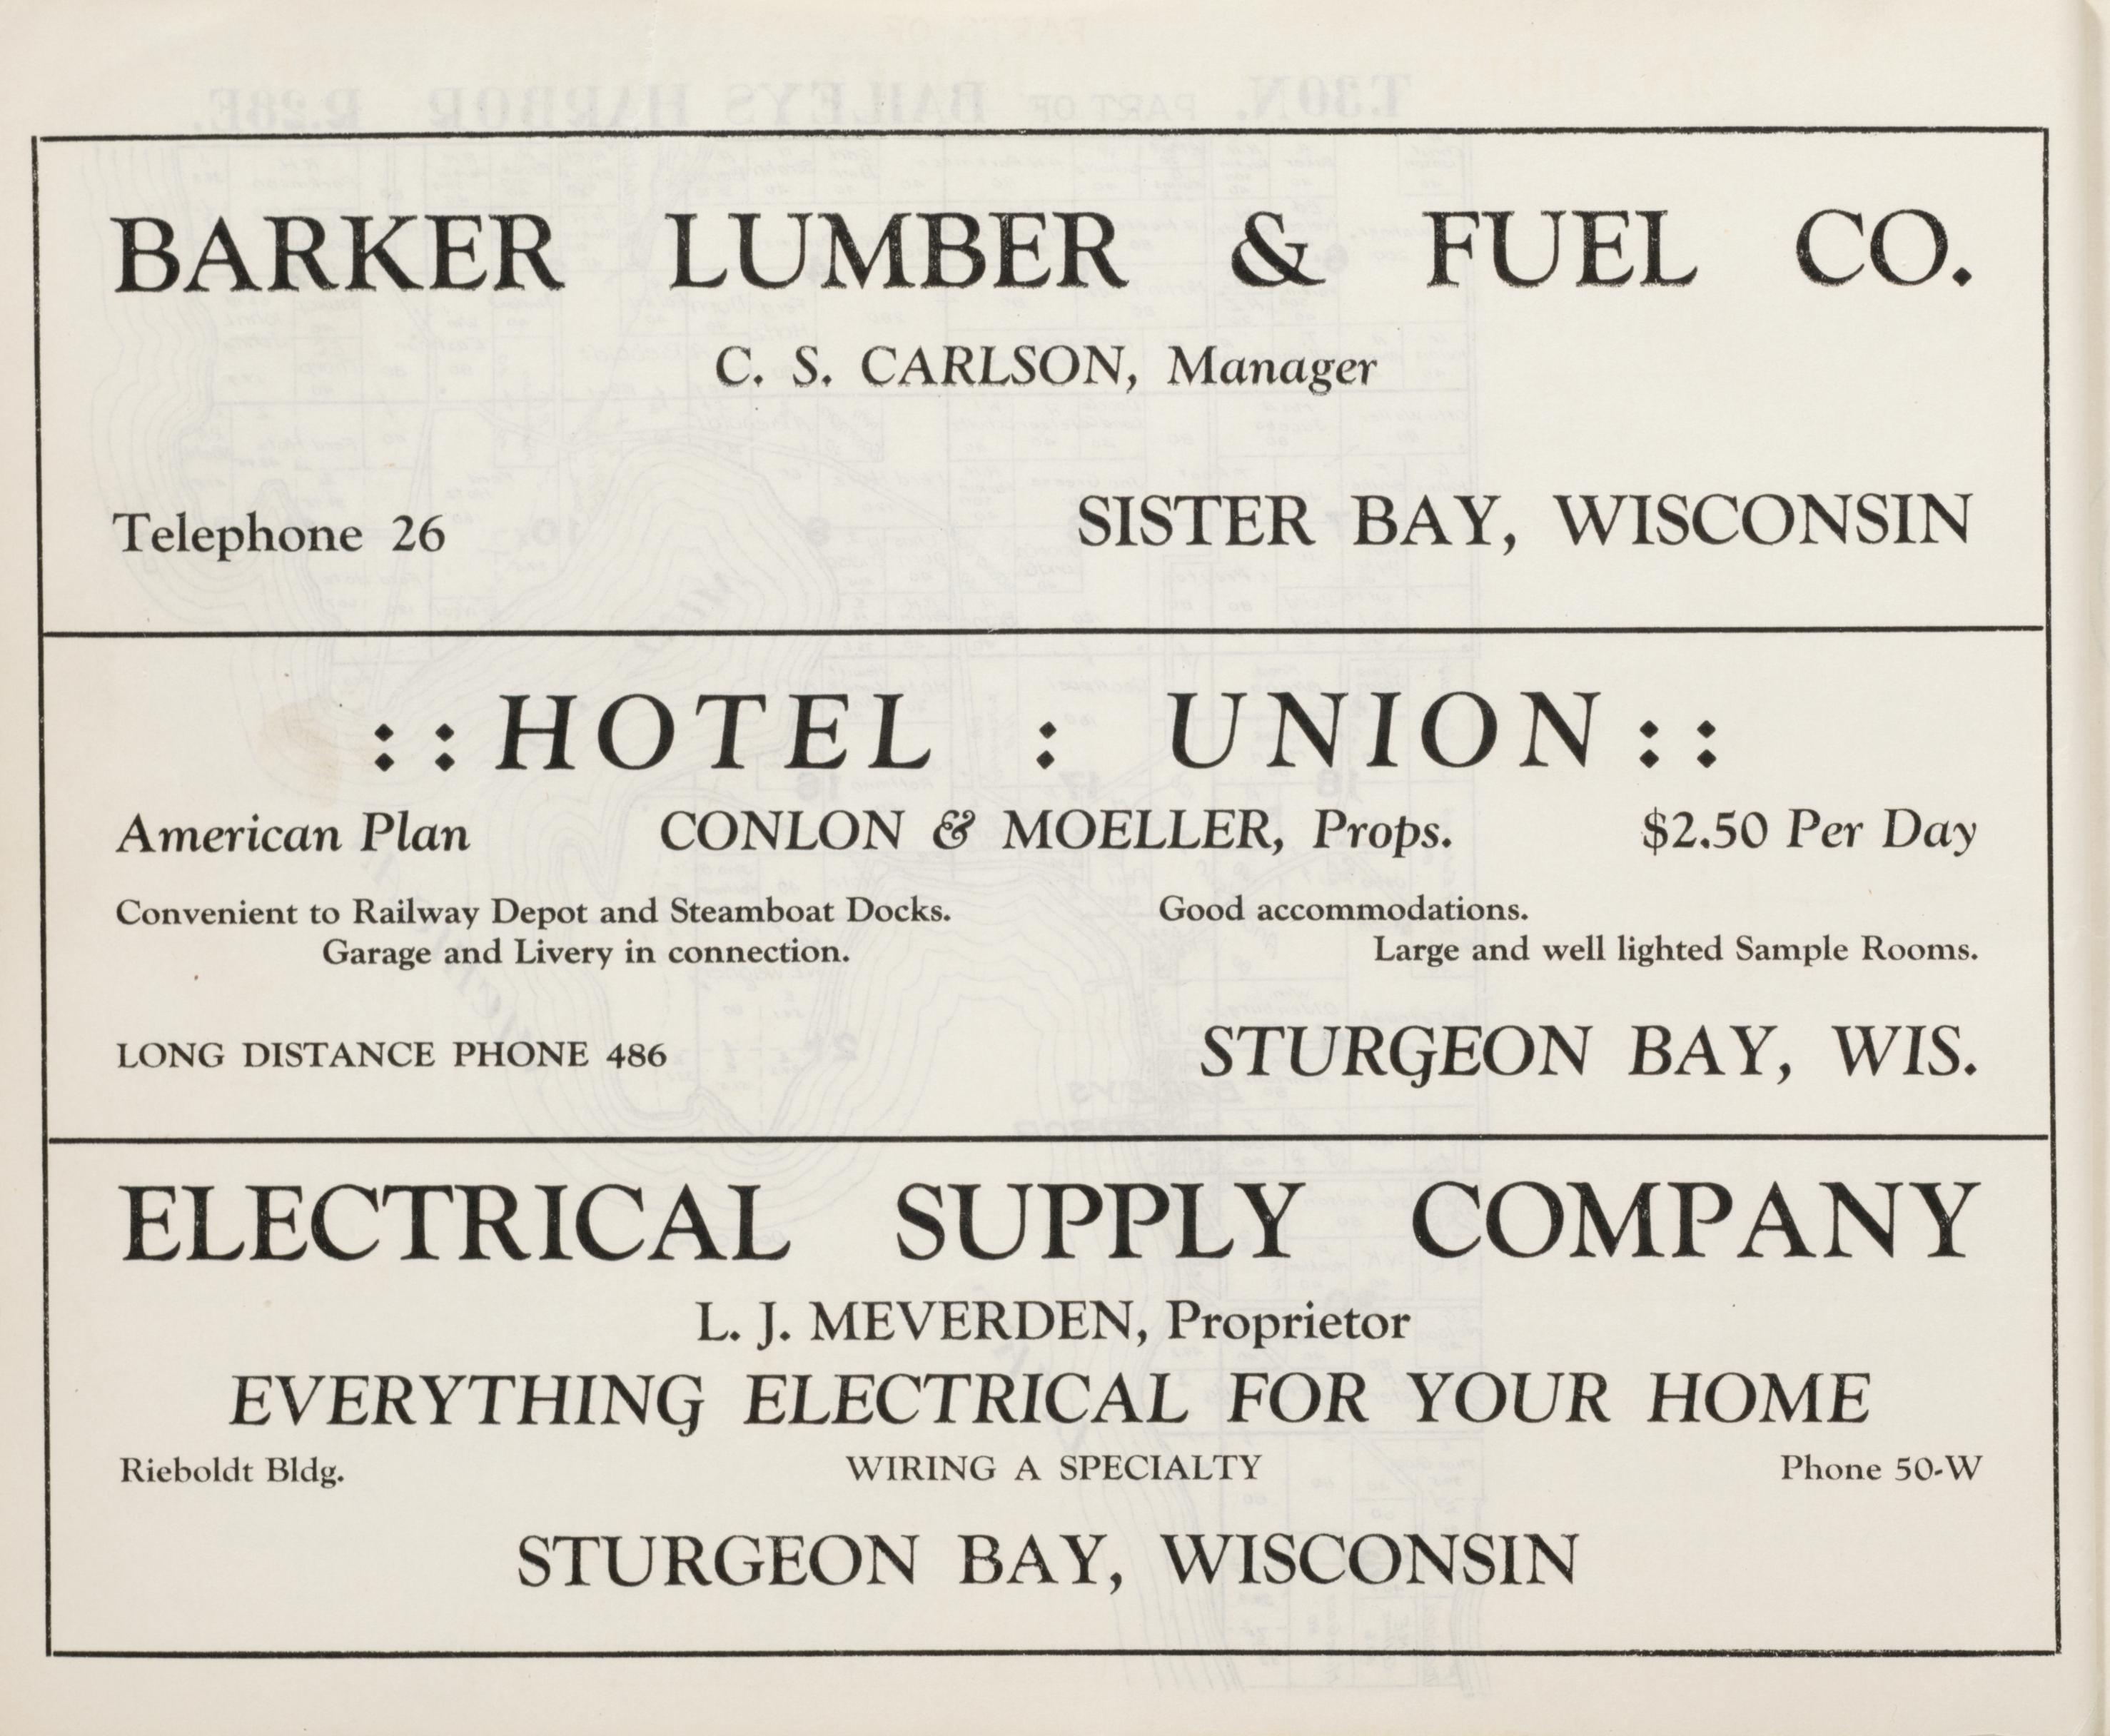 BARKER LUMBER & FUEL CO.
C. S. CARLSON, Manager
Telephone 26 SISTER BAY, WISCONSIN
: : HOTEL : UNION : :
American Plan CONLON & MOELLER, Props. $2.50 Per Day
Convenient to Railway Depot and Steamboat Docks. Good accommodations.
Garage and Livery in connection. Large and well lighted Sample Rooms.
LONG DISTANCE PHONE 486 STURGEON BAY, WIS.
ELECTRICAL SUPPLY COMPANY
L. J. MEVERDEN, Proprietor
EVERYTHING ELECTRICAL FOR YOUR HOME
Rieboldt Bldg. WIRING A SPECIALTY Phone 50-W
STURGEON BAY, WISCONSIN